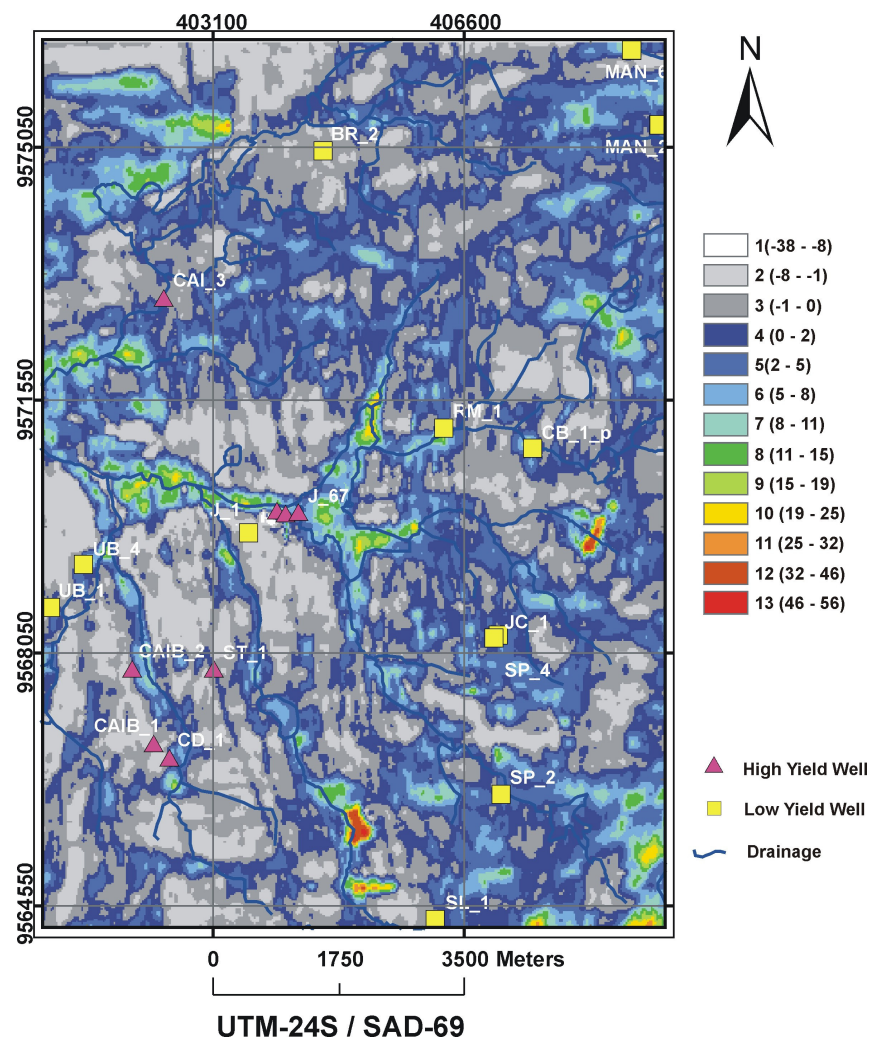 403100 406600
N
MAN_6
9575050
BR_2
MAN_2
1(-38 - -8)
2 (-8 - -1)
3 (-1 - 0)
4 (0 - 2)
5(2 - 5)
6 (5 - 8)
7 (8 - 11)
8 (11 - 15)
9 (15 - 19)
10 (19 - 25)
11 (25 - 32)
12 (32 - 46)
13 (46 - 56)
CAI_3
9571550
RM_1
CB_1_p
J_1
J_67
UB_4
UB_1
JC_1
9568050
CAIB_2
ST_1
SP_4
CAIB_1
CD_1
SP_2
High Yield Well
Low Yield Well
Drainage
9564550
SL_1
0 1750 3500 Meters
UTM-24S / SAD-69